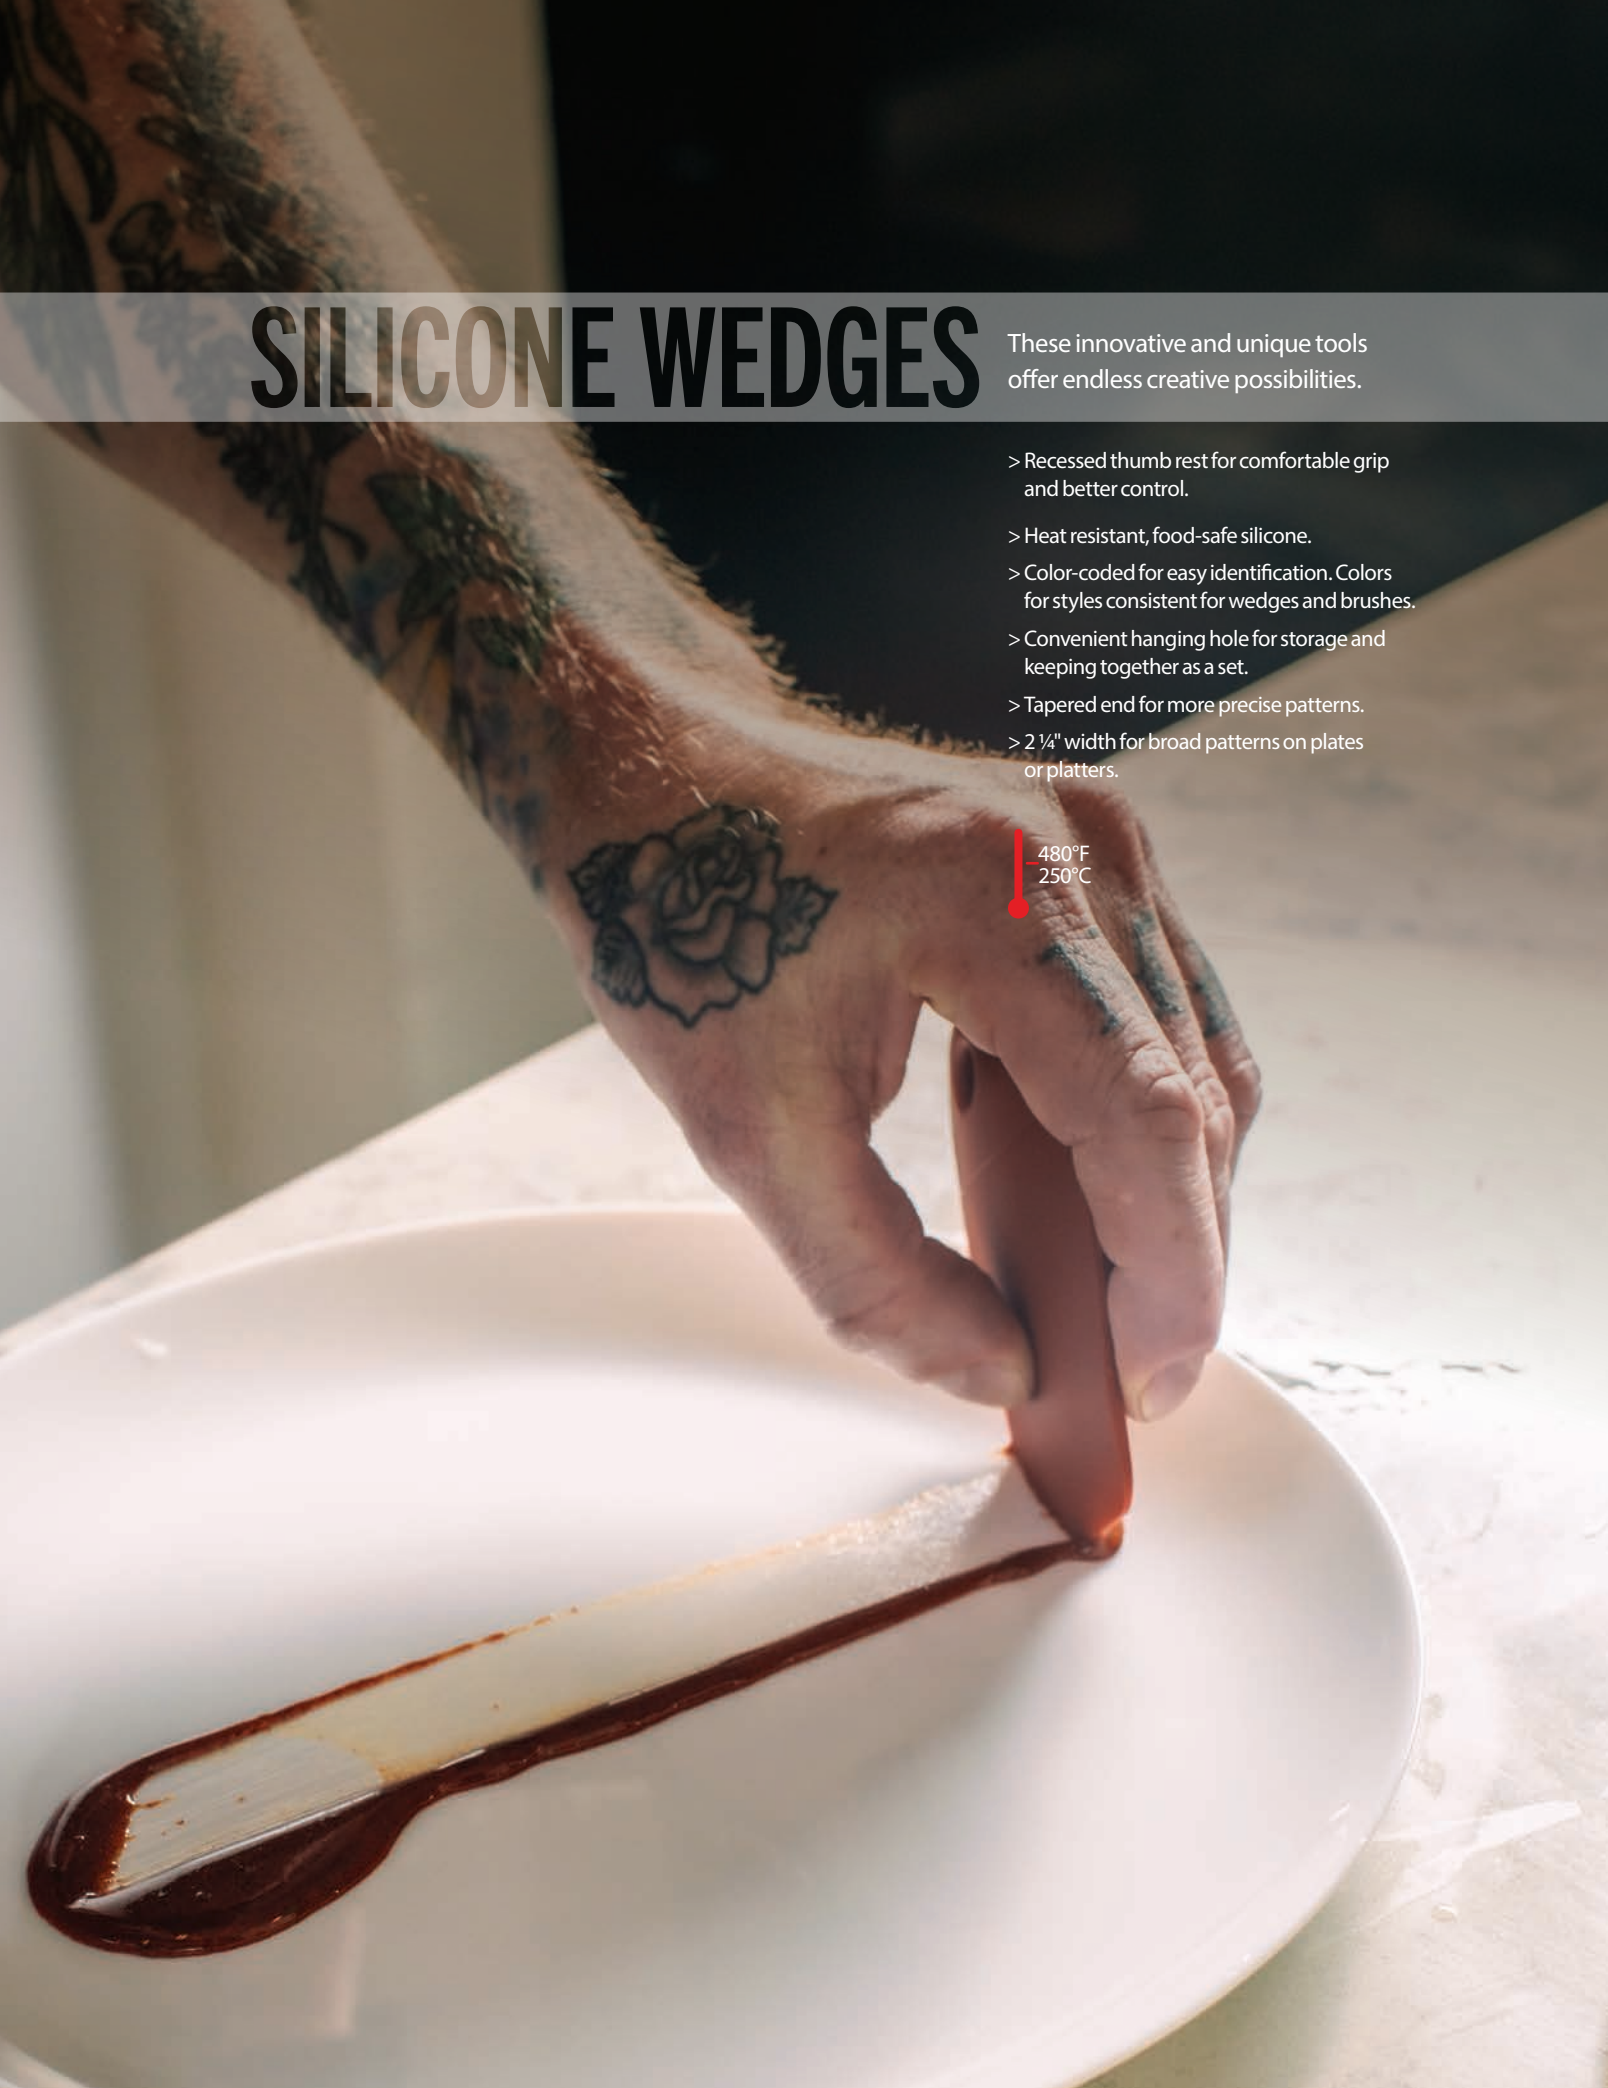 SILICONE WEDGES
These innovative and unique tools
offer endless creative possibilities.
> Recessed thumb rest for comfortable grip
and better control.
> Heat resistant, food-safe silicone.
> Color-coded for easy identification. Colors
for styles consistent for wedges and brushes.
> Convenient hanging hole for storage and
keeping together as a set.
> Tapered end for more precise patterns.
> 2 ¼" width for broad patterns on plates
or platters.
480°F
250°C